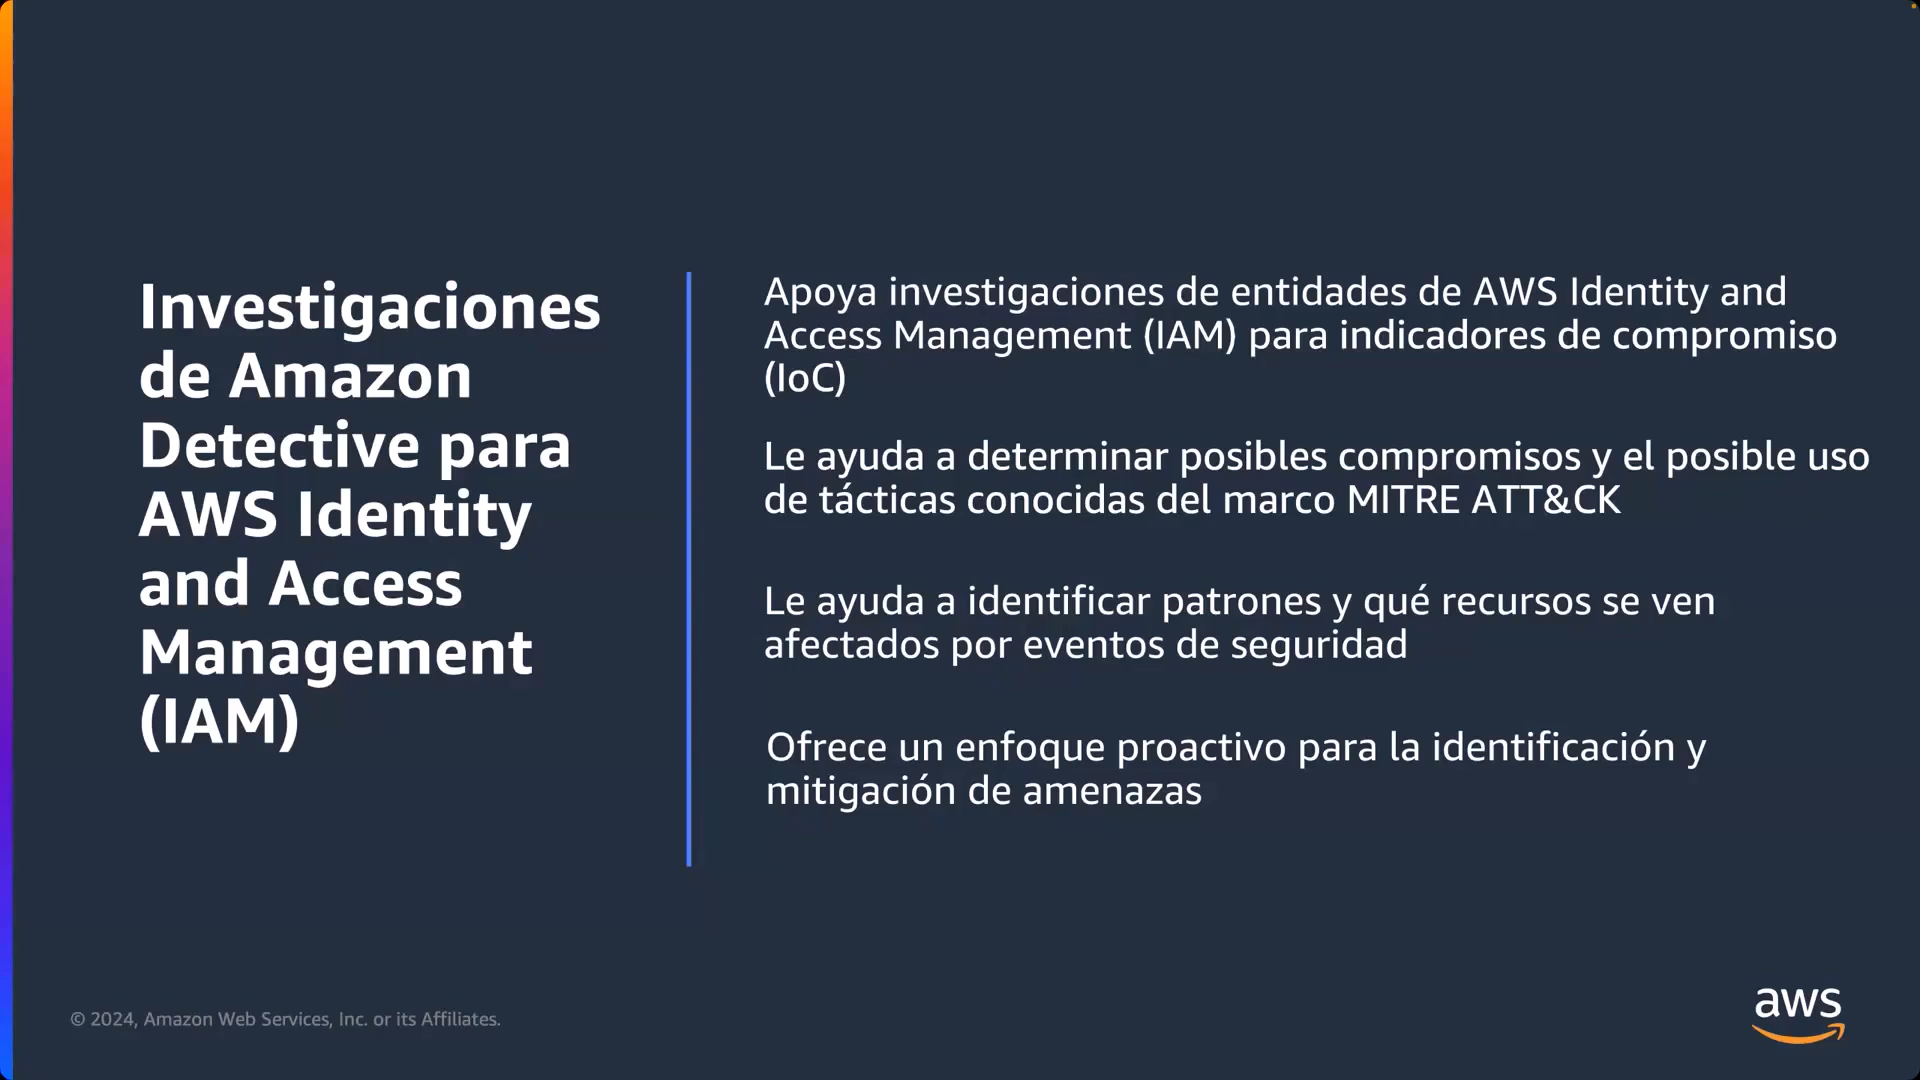 Investigaciones
de Amazon
Detective para
AWS Identity
and Access
Management
(IAM)
Apoya investigaciones de entidades de AWS Identity and
Access Management (IAM) para indicadores de compromiso
(IoC)
Le ayuda a determinar posibles compromisos y el posible uso
de tácticas conocidas del marco MITRE ATT&CK
Le ayuda a identificar patrones y qué recursos se ven
afectados por eventos de seguridad
Ofrece un enfoque proactivo para la identificación y
mitigación de amenazas
© 2024, Amazon Web Services, Inc. or its Affiliates.
aws